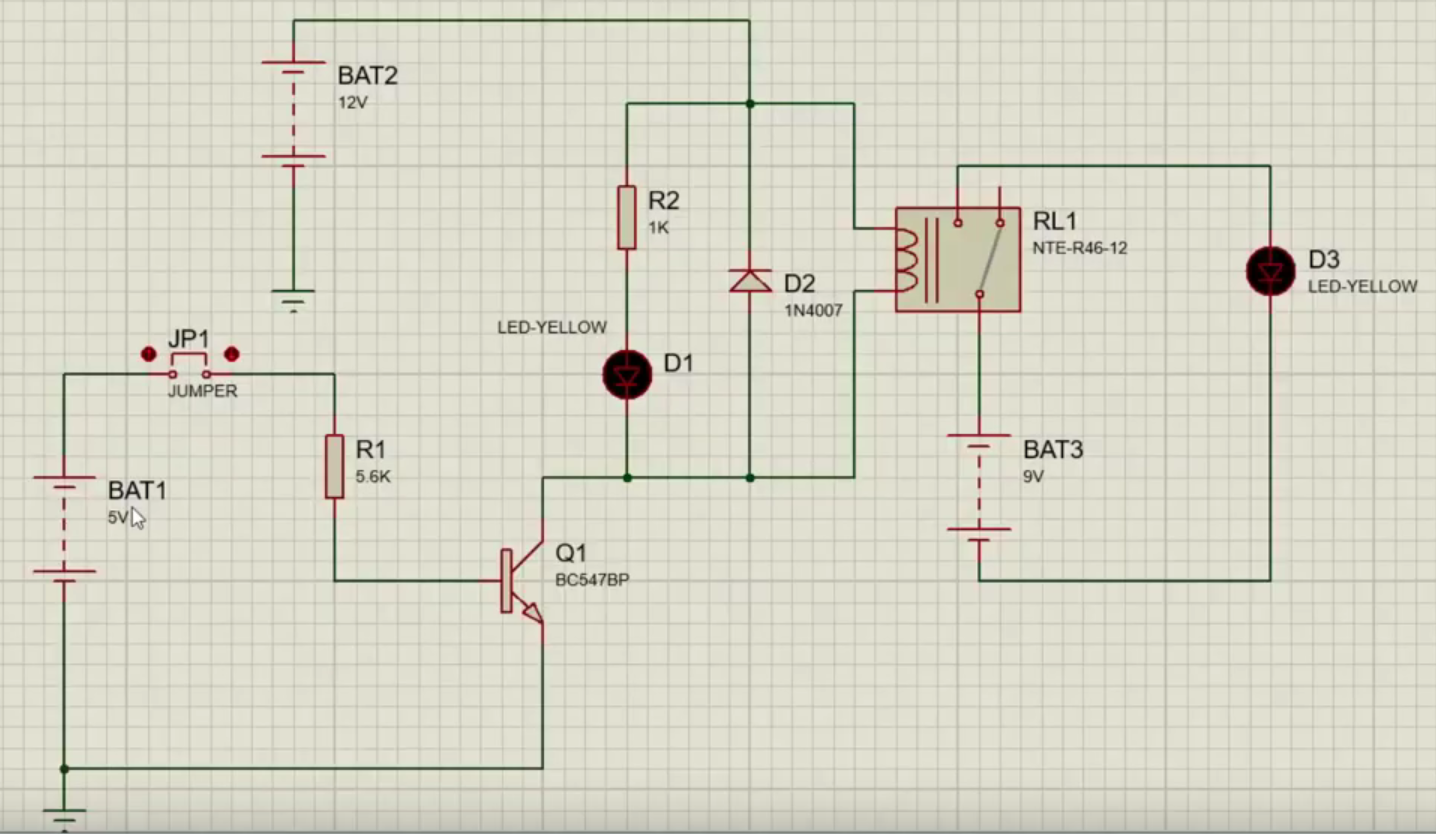 BAT2
12V
R2
1K
RL1
NTE-R46-12
D3
LED-YELLOW
D2
1N4007
LED-YELLOW
D1
JP1
JUMPER
R1
5.6K
BAT3
9V
BAT1
5V
Q1
BC547BP